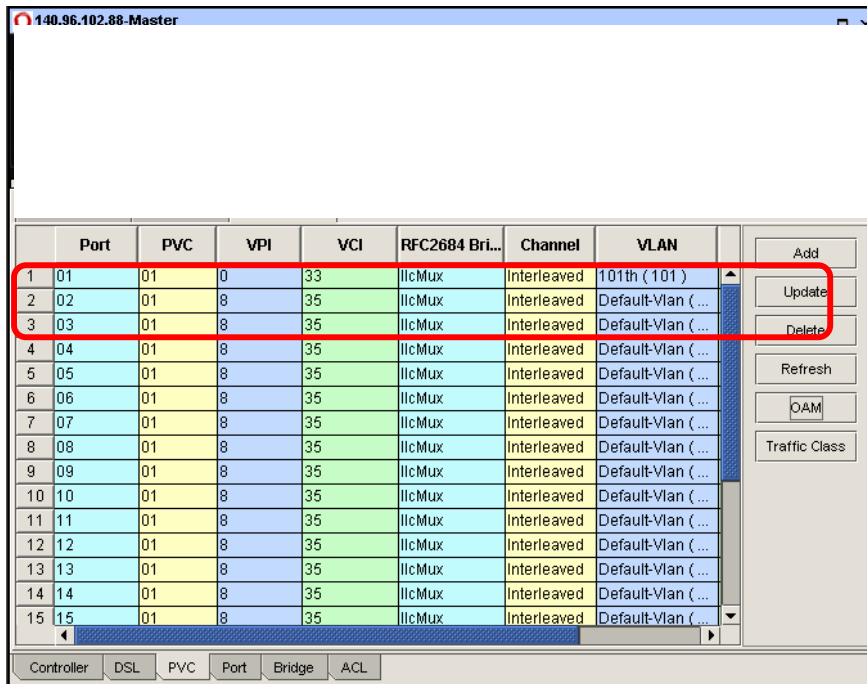 140.96.102.88-Master
Port PVC VPI VCI RFC2684 Bri... Channel VLAN
1 01 01 0 33 llcMux Interleaved 101th ( 101 )
2 02 01 8 35 llcMux Interleaved Default-Vlan ( ...
3 03 01 8 35 llcMux Interleaved Default-Vlan ( ...
4 04 01 8 35 llcMux Interleaved Default-Vlan ( ...
5 05 01 8 35 llcMux Interleaved Default-Vlan ( ...
6 06 01 8 35 llcMux Interleaved Default-Vlan ( ...
7 07 01 8 35 llcMux Interleaved Default-Vlan ( ...
8 08 01 8 35 llcMux Interleaved Default-Vlan ( ...
9 09 01 8 35 llcMux Interleaved Default-Vlan ( ...
10 10 01 8 35 llcMux Interleaved Default-Vlan ( ...
11 11 01 8 35 llcMux Interleaved Default-Vlan ( ...
12 12 01 8 35 llcMux Interleaved Default-Vlan ( ...
13 13 01 8 35 llcMux Interleaved Default-Vlan ( ...
14 14 01 8 35 llcMux Interleaved Default-Vlan ( ...
15 15 01 8 35 llcMux Interleaved Default-Vlan ( ...
Add
Update
Delete
Refresh
OAM
Traffic Class
Controller DSL PVC Port Bridge ACL